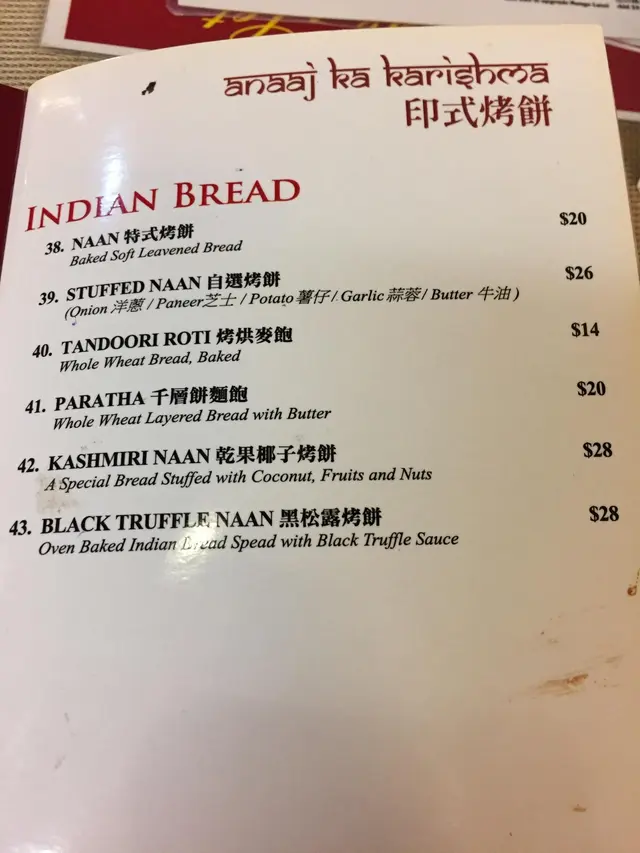 anaaj ka karishma
印式烤餅
INDIAN BREAD
38. NAAN 特式烤餅 $20
Baked Soft Leavened Bread
39. STUFFED NAAN 自選烤餅 $26
(Onion 洋蔥 / Paneer芝士 / Potato 薯仔 / Garlic 蒜蓉 / Butter 牛油 )
40. TANDOORI ROTI 烤烘麥飽 $14
Whole Wheat Bread, Baked
41. PARATHA 千層餅麵飽 $20
Whole Wheat Layered Bread with Butter
42. KASHMIRI NAAN 乾果椰子烤餅 $28
A Special Bread Stuffed with Coconut, Fruits and Nuts
43. BLACK TRUFFLE NAAN 黑松露烤餅 $28
Oven Baked Indian Bread Spead with Black Truffle Sauce